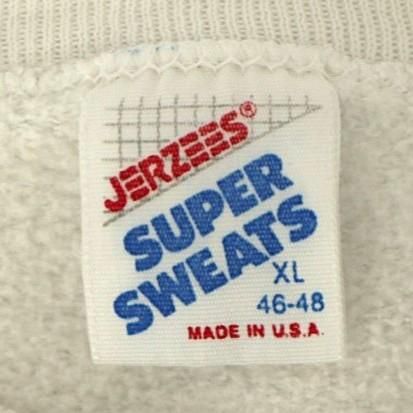 JERZEES®
SUPER
SWEATS
XL
46-48
MADE IN U.S.A.